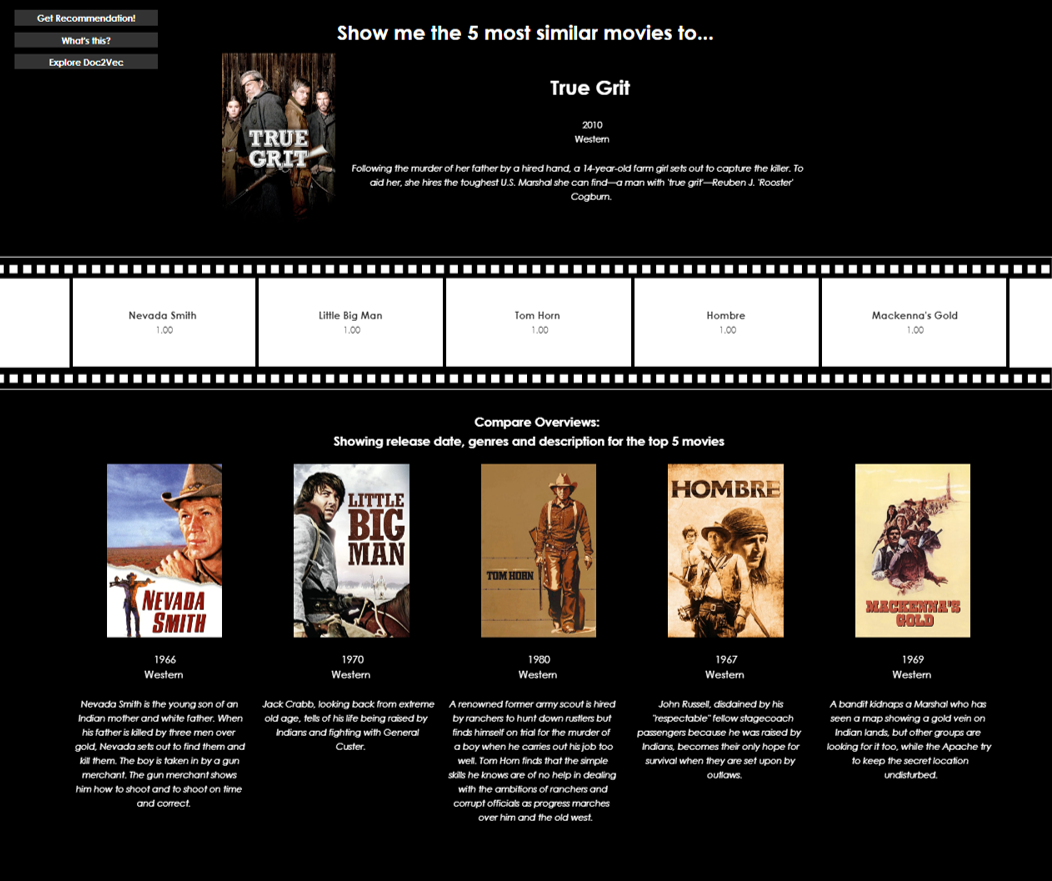 Get Recommendation!
What's this?
Explore Doc2Vec
Show me the 5 most similar movies to...
TRUE
GRIT
True Grit
2010
Western
Following the murder of her father by a hired hand, a 14-year-old farm girl sets out to capture the killer. To
aid her, she hires the toughest U.S. Marshal she can find—a man with 'true grit'—Reuben J. 'Rooster'
Cogburn.
Nevada Smith
1.00
Little Big Man
1.00
Tom Horn
1.00
Hombre
1.00
Mackenna's Gold
1.00
Compare Overviews:
Showing release date, genres and description for the top 5 movies
NEVADA
SMITH
LITTLE
BIG
MAN
TOM HORN
HOMBRE
MACKENNA'S
GOLD
1966
Western
Nevada Smith is the young son of an
Indian mother and white father. When
his father is killed by three men over
gold, Nevada sets out to find them and
kill them. The boy is taken in by a gun
merchant. The gun merchant shows
him how to shoot and to shoot on time
and correct.
1970
Western
Jack Crabb, looking back from extreme
old age, tells of his life being raised by
Indians and fighting with General
Custer.
1980
Western
A renowned former army scout is hired
by ranchers to hunt down rustlers but
finds himself on trial for the murder of
a boy when he carries out his job too
well. Tom Horn finds that the simple
skills he knows are of no help in dealing
with the ambitions of ranchers and
corrupt officials as progress marches
over him and the old west.
1967
Western
John Russell, disdained by his
"respectable" fellow stagecoach
passengers because he was raised by
Indians, becomes their only hope for
survival when they are set upon by
outlaws.
1969
Western
A bandit kidnaps a Marshal who has
seen a map showing a gold vein on
Indian lands, but other groups are
looking for it too, while the Apache try
to keep the secret location
undisturbed.